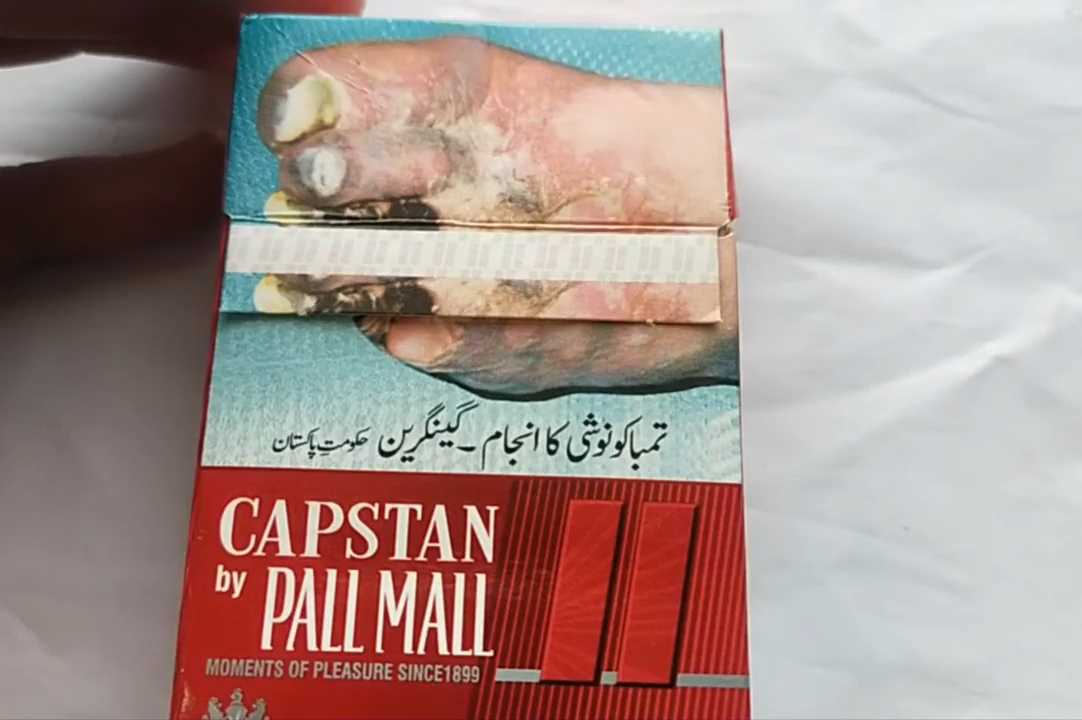 تمباکو نوشی کا انجام ۔ گینگرین حکومتِ پاکستان
CAPSTAN
by PALL MALL
MOMENTS OF PLEASURE SINCE1899